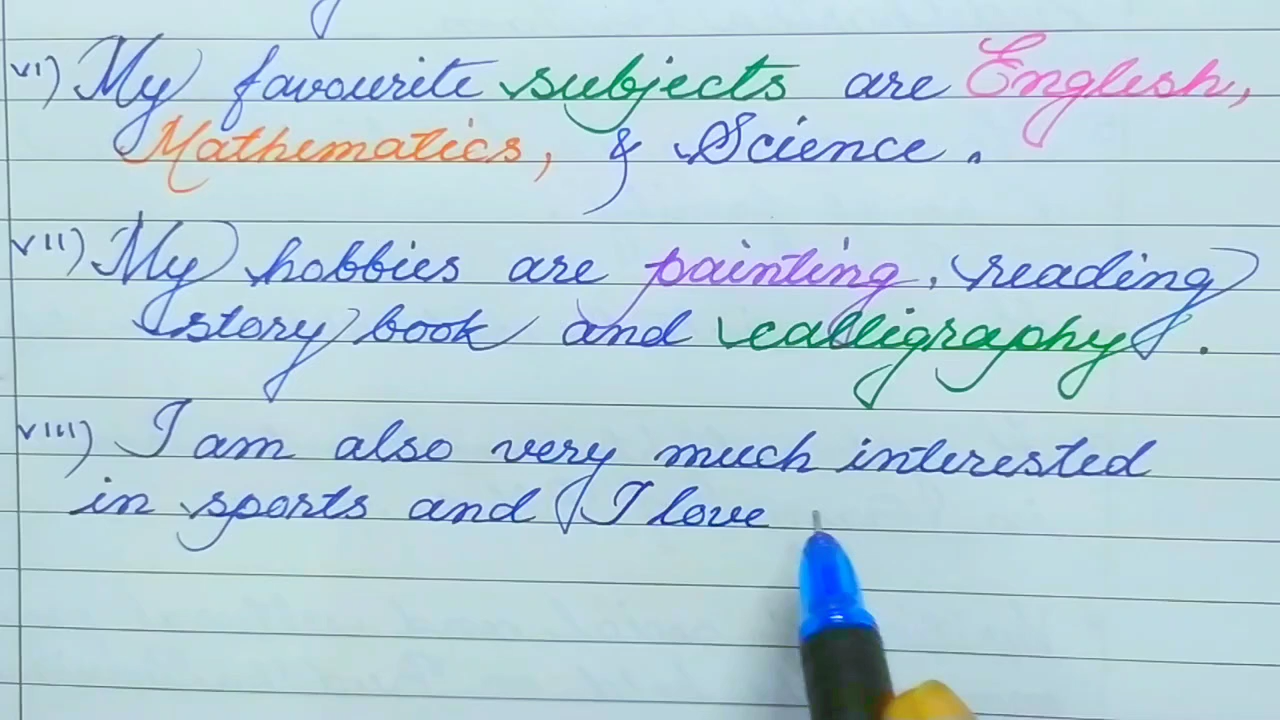 vi) My favourite subjects are English,
Mathematics, & Science.
vii) My hobbies are painting, reading
story book and calligraphy.
viii) I am also very much interested
in sports and I love